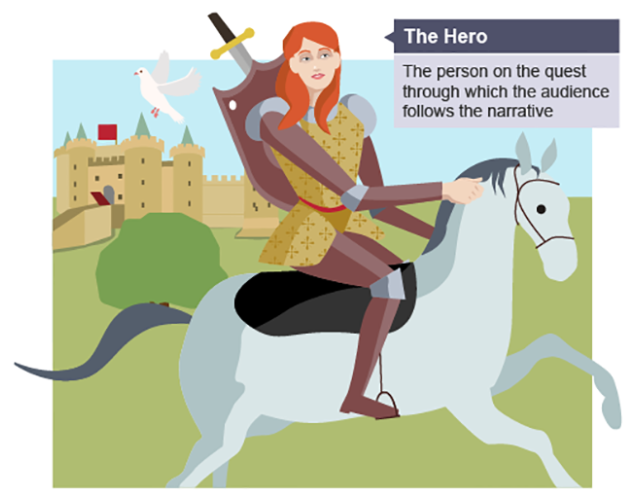 The Hero
The person on the quest
through which the audience
follows the narrative